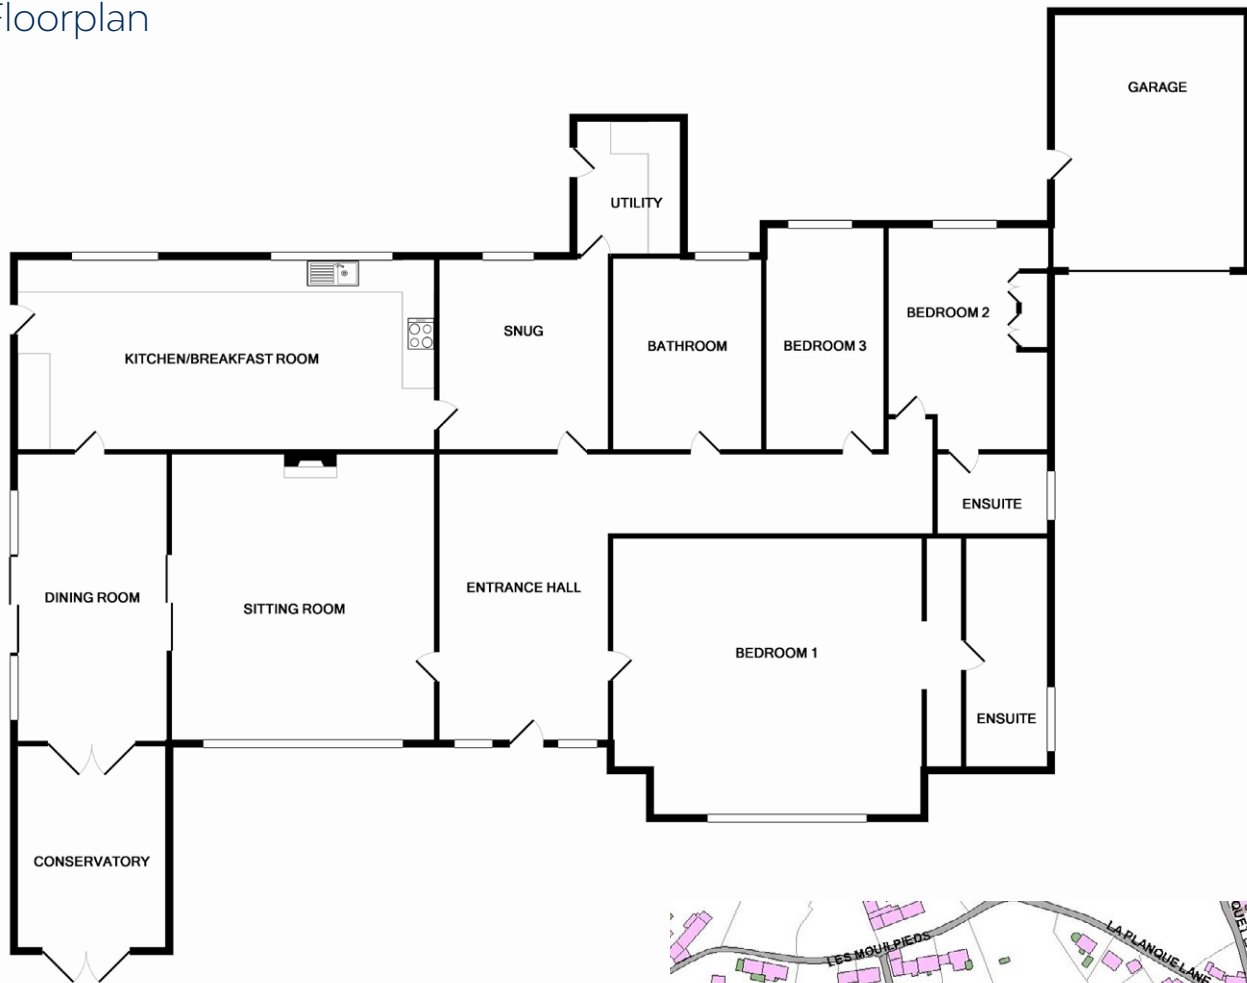 Floorplan
GARAGE
UTILITY
BEDROOM 2
SNUG
BATHROOM
BEDROOM 3
KITCHEN/BREAKFAST ROOM
ENSUITE
ENTRANCE HALL
DINING ROOM
SITTING ROOM
BEDROOM 1
ENSUITE
CONSERVATORY
LES MOUILPIEDS
LA PLANQUE LANE